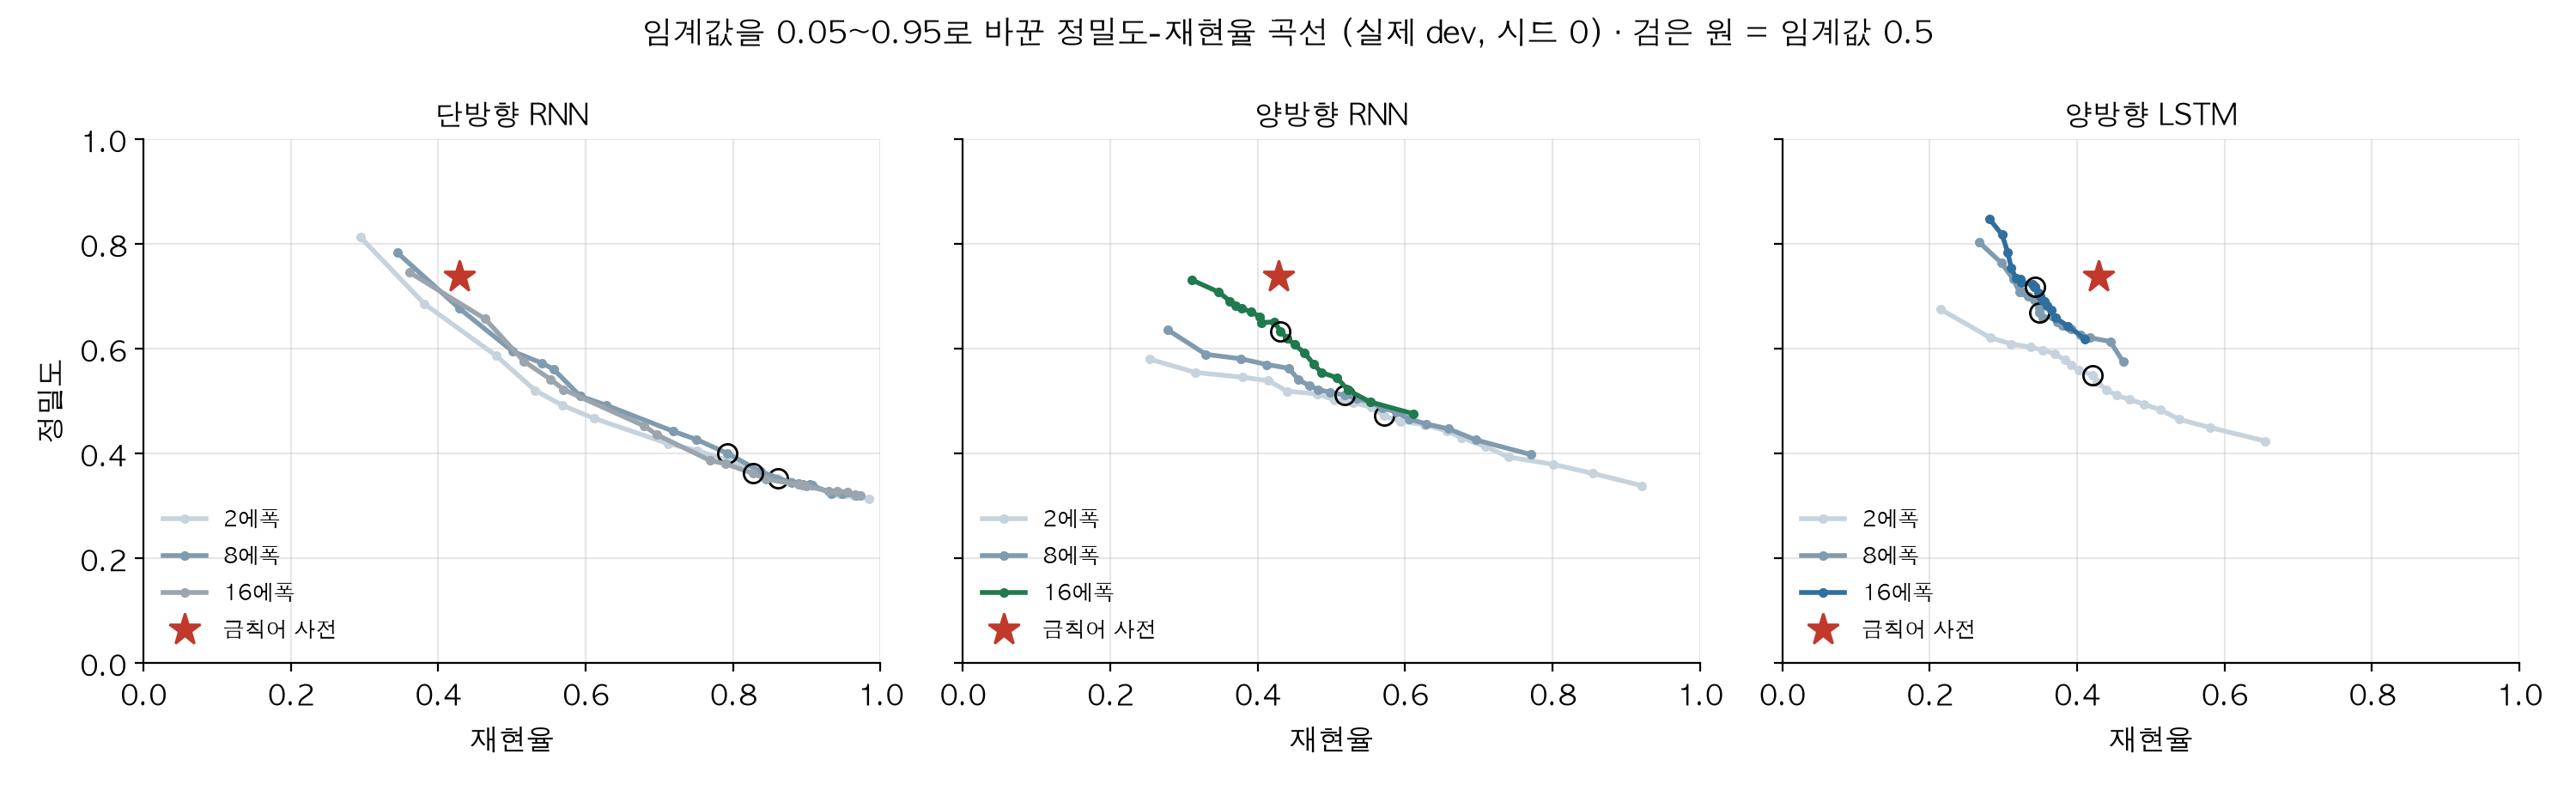 임계값을 0.05~0.95로 바꾼 정밀도-재현율 곡선 (실제 dev, 시드 0) · 검은 원 = 임계값 0.5
단방향 RNN
양방향 RNN
양방향 LSTM
정밀도
1.0
0.8
0.6
0.4
0.2
0.0
2에폭
8에폭
16에폭
금칙어 사전
2에폭
8에폭
16에폭
금칙어 사전
2에폭
8에폭
16에폭
금칙어 사전
0.0 0.2 0.4 0.6 0.8 1.0
0.0 0.2 0.4 0.6 0.8 1.0
0.0 0.2 0.4 0.6 0.8 1.0
재현율
재현율
재현율